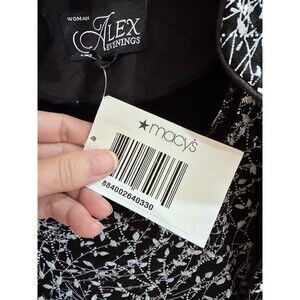 WOMAN
ALEX
EVENINGS
★macy's
884002640330